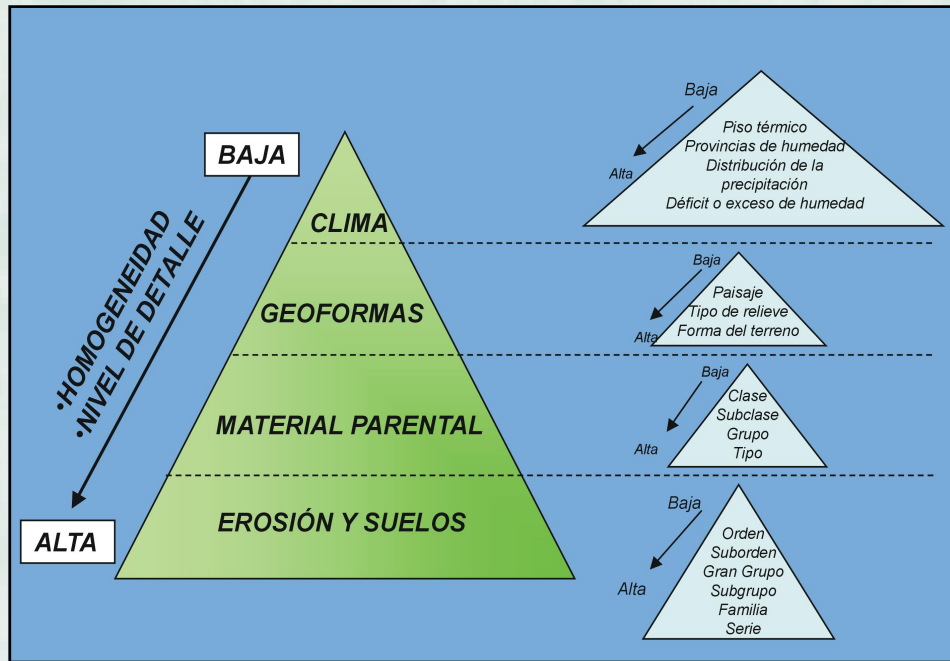 BAJA
•HOMOGENEIDAD
•NIVEL DE DETALLE
ALTA
CLIMA
GEOFORMAS
MATERIAL PARENTAL
EROSIÓN Y SUELOS
Baja
Alta
Piso térmico
Provincias de humedad
Distribución de la
precipitación
Déficit o exceso de humedad
Baja
Alta
Paisaje
Tipo de relieve
Forma del terreno
Baja
Alta
Clase
Subclase
Grupo
Tipo
Baja
Alta
Orden
Suborden
Gran Grupo
Subgrupo
Familia
Serie